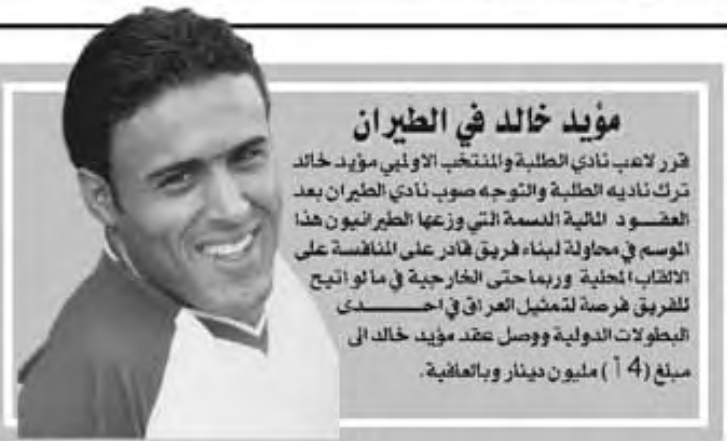 مؤيد خالد في الطيران
قرر لاعب نادي الطلبة والمنتخب الاولمبي مؤيد خالد
ترك ناديه الطلبة والتوجه صوب نادي الطيران بعد
العقود المالية الدسمة التي وزعها الطيرانيون هذا
الموسم في محاولة لبناء فريق قادر على المنافسة على
الالقاب المحلية وربما حتى الخارجية في ما لو اتيح
للفريق فرصة لتمثيل العراق في احدى
البطولات الدولية ووصل عقد مؤيد خالد الى
مبلغ (4 أ) مليون دينار وبالعافية.